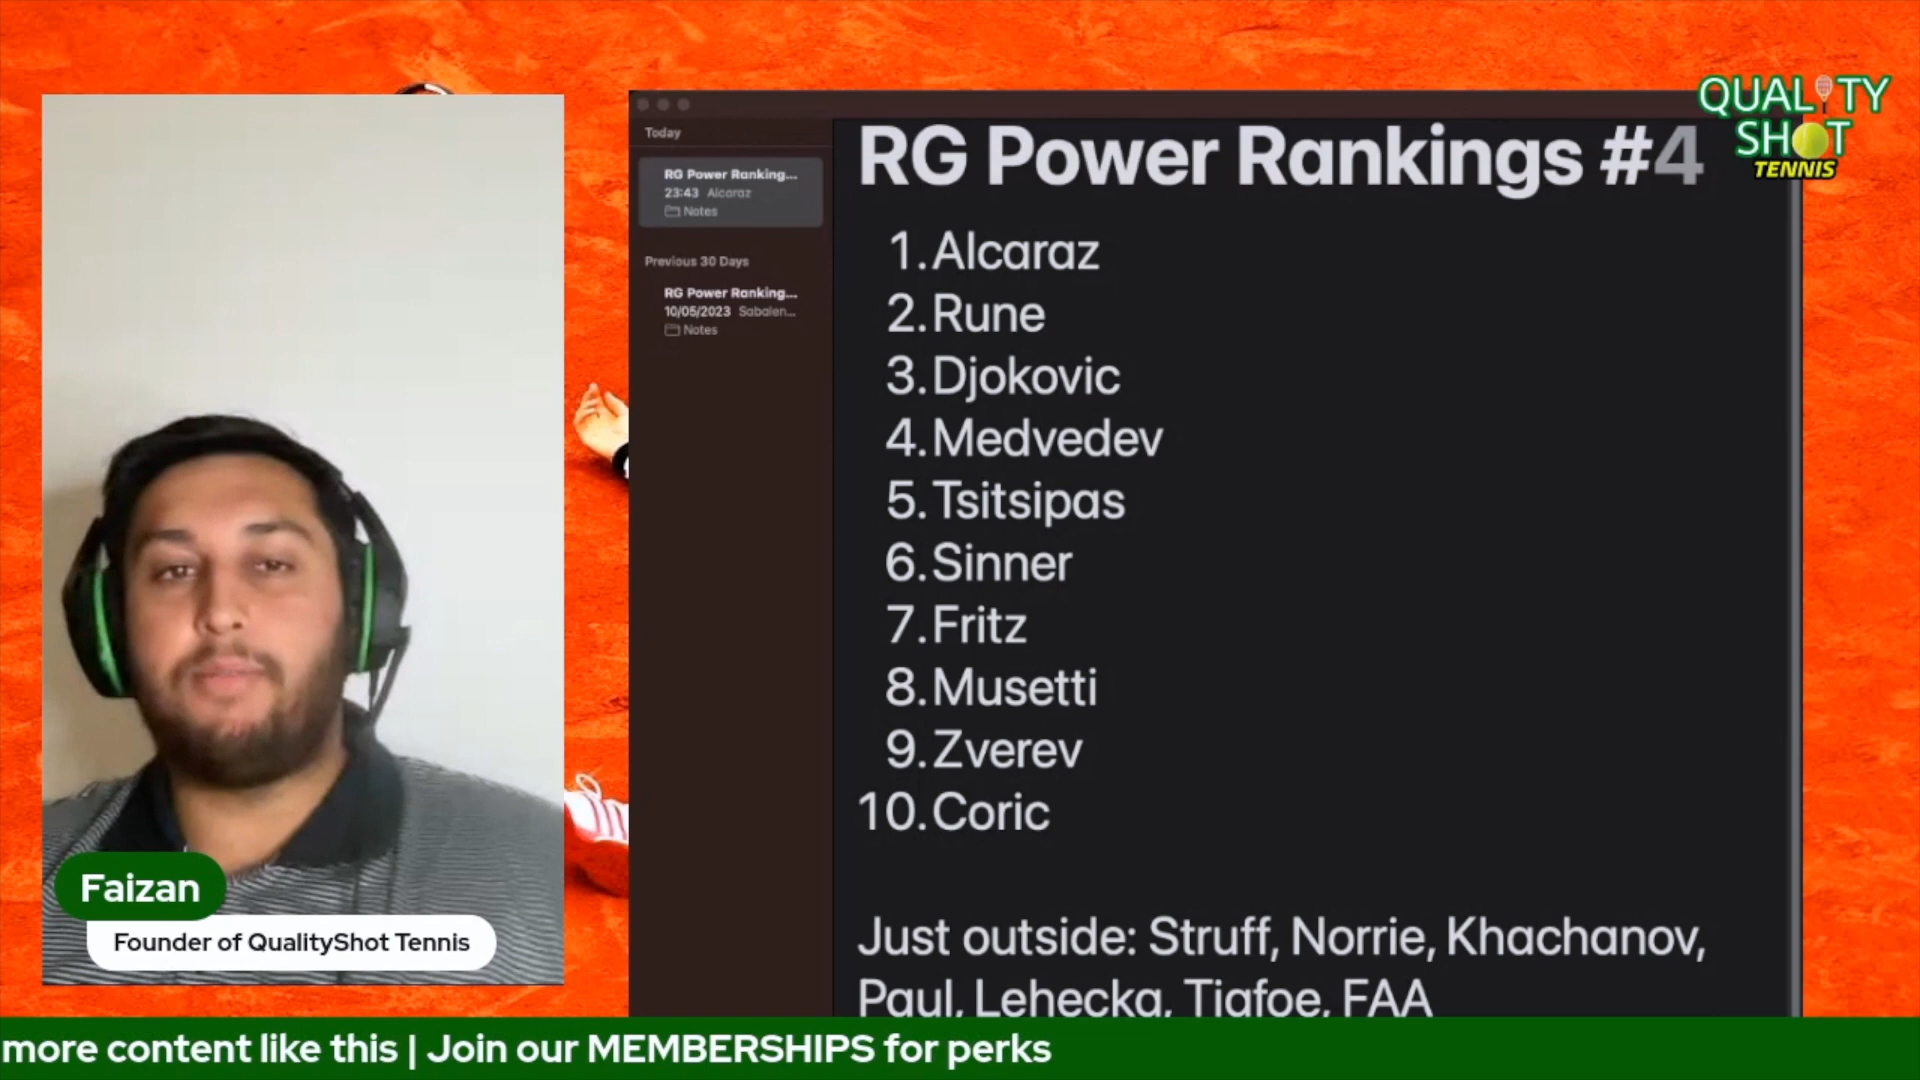 QUALITY
SHOT
TENNIS
Today
RG Power Ranking...
23:43 Alcaraz
Notes
Previous 30 Days
RG Power Ranking...
10/05/2023 Sabalen...
Notes
RG Power Rankings #4
1. Alcaraz
2. Rune
3. Djokovic
4. Medvedev
5. Tsitsipas
6. Sinner
7. Fritz
8. Musetti
9. Zverev
10. Coric
Just outside: Struff, Norrie, Khachanov,
Paul, Lehecka, Tiafoe, FAA
Faizan
Founder of QualityShot Tennis
more content like this | Join our MEMBERSHIPS for perks